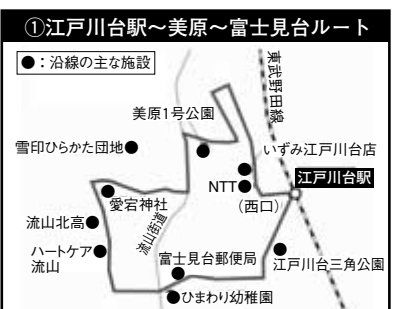 ①江戸川台駅～美原～富士見台ルート
●：沿線の主な施設
東武野田線
美原1号公園
雪印ひらかた団地●
いずみ江戸川台店
江戸川台駅
NTT
(西口)
愛宕神社
流山北高●
流山街道
ハートケア●
流山
富士見台郵便局
江戸川台三角公園
●ひまわり幼稚園